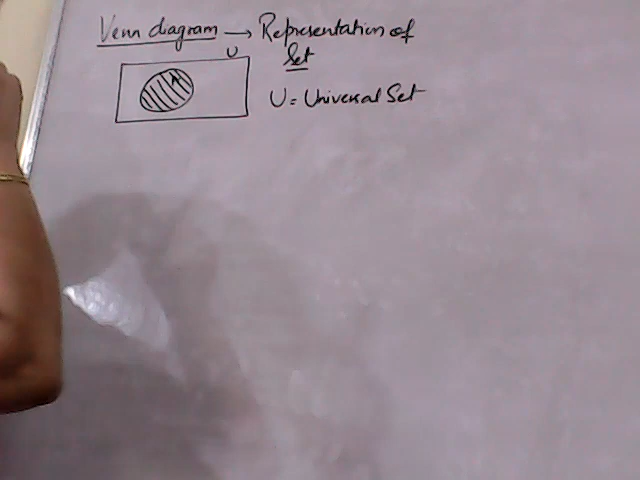 Venn diagram → Representation of
Set
U
U = Universal Set